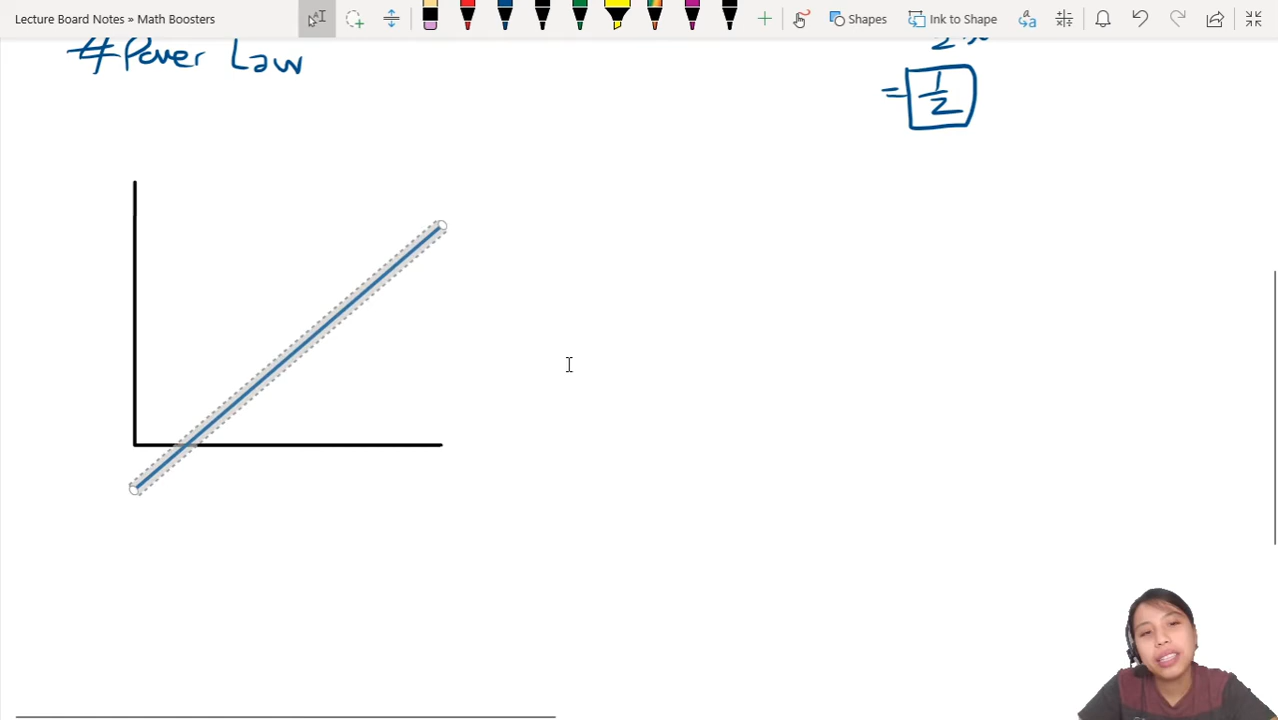 Lecture Board Notes » Math Boosters
Shapes
Ink to Shape
#Power Law
= 1/2